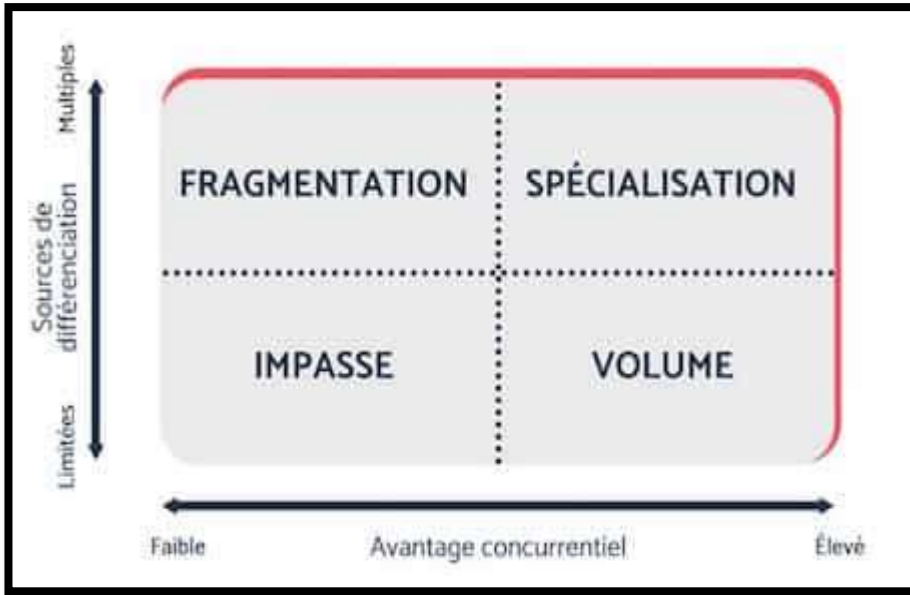 Multiples
Sources de
différenciation
Limitées
FRAGMENTATION
SPÉCIALISATION
IMPASSE
VOLUME
Faible
Avantage concurrentiel
Élevé